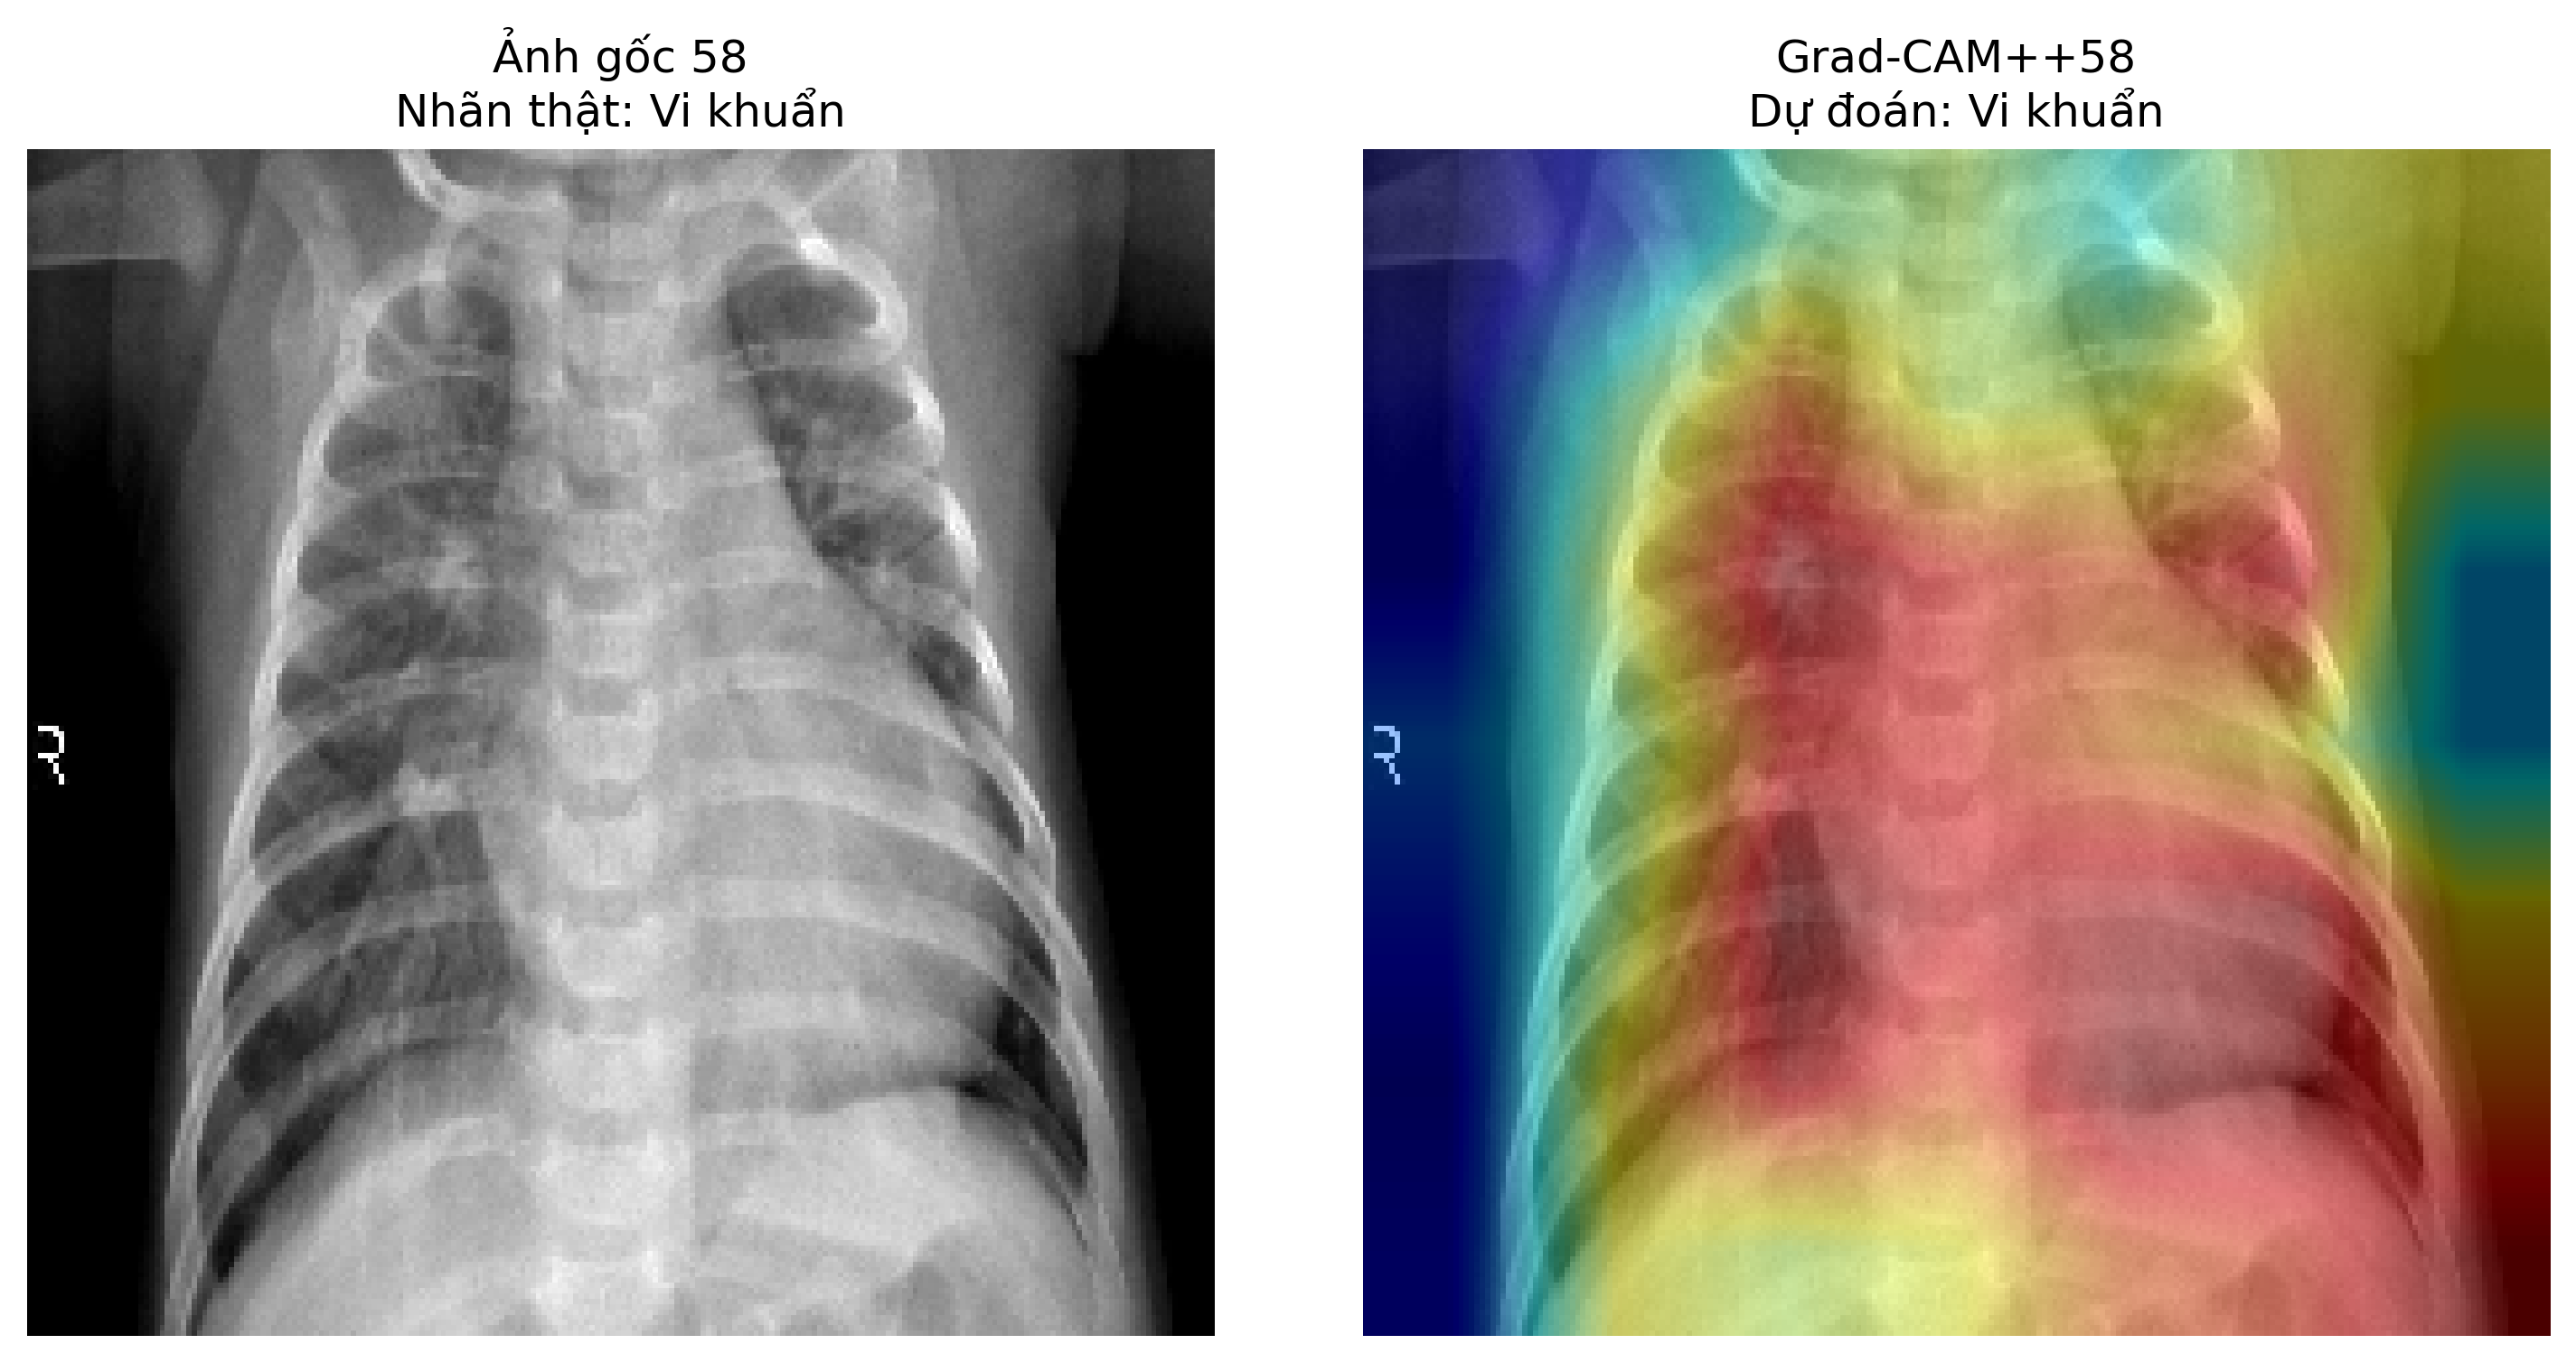 Ảnh gốc 58
Nhãn thật: Vi khuẩn
Grad-CAM++58
Dự đoán: Vi khuẩn
R
R